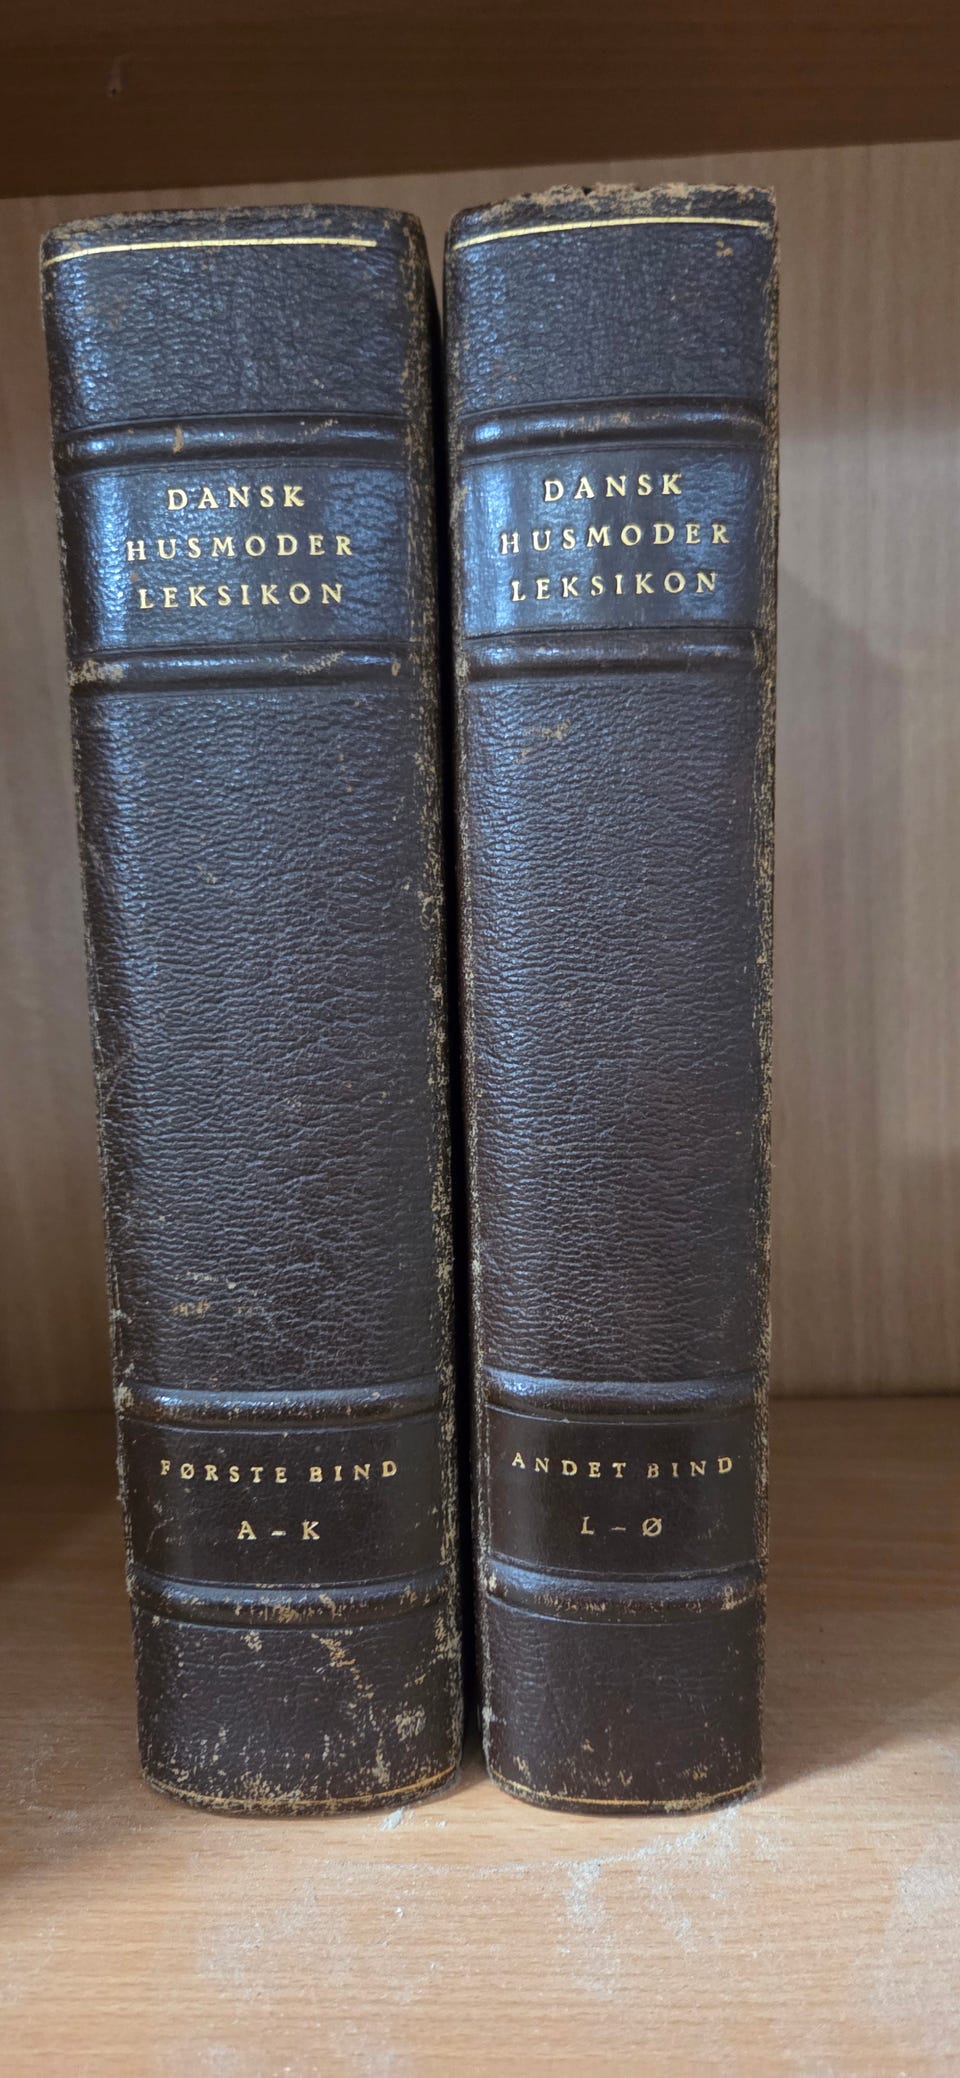 DANSK
HUSMODER
LEKSIKON
FØRSTE BIND
A – K
DANSK
HUSMODER
LEKSIKON
ANDET BIND
L – Ø